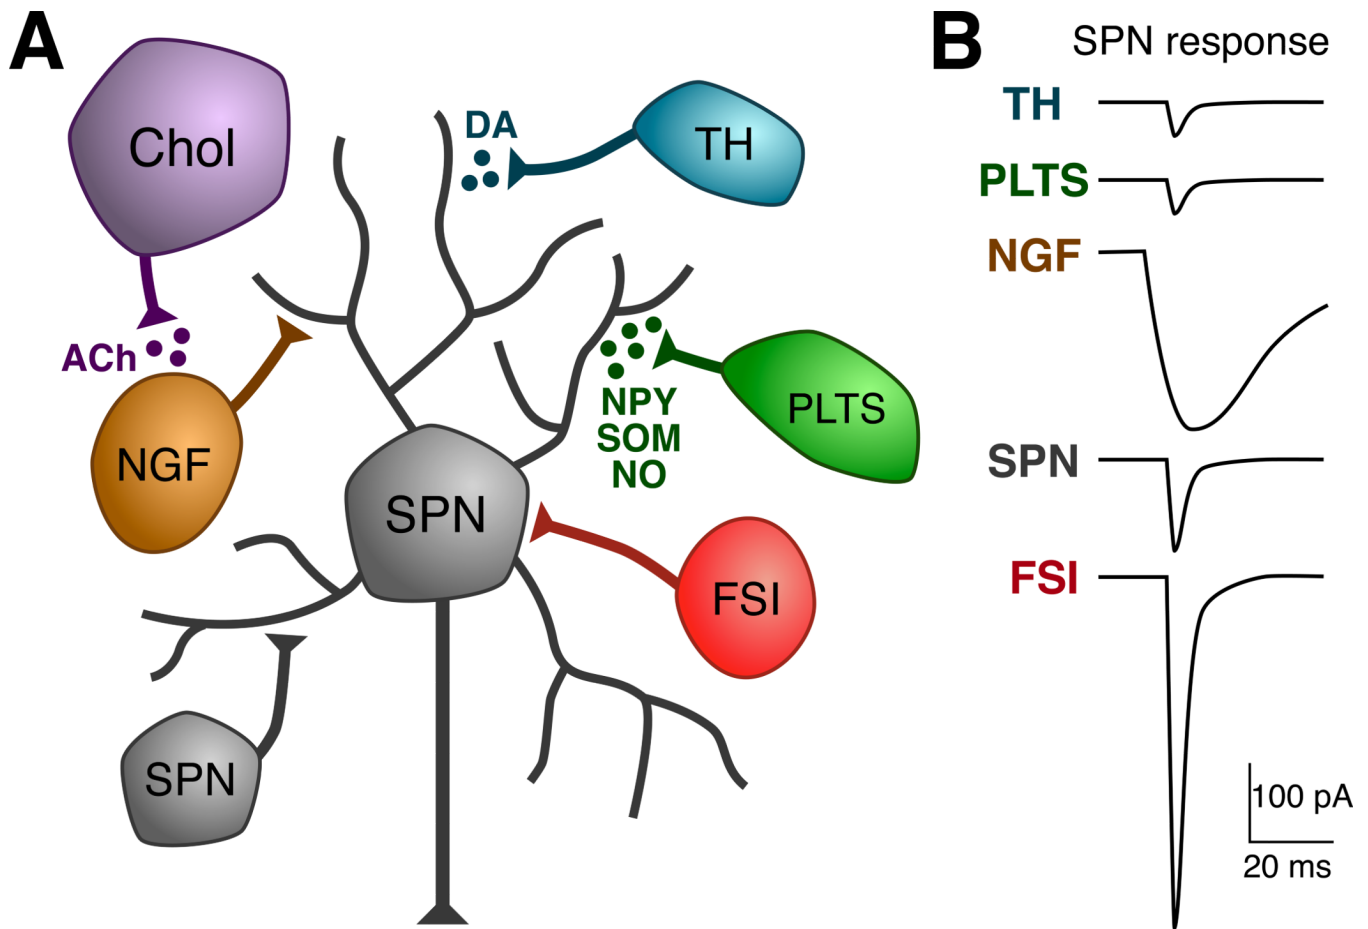 A
Chol
DA
TH
ACh
NGF
NPY
SOM
NO
PLTS
SPN
FSI
SPN
B
SPN response
TH
PLTS
NGF
SPN
FSI
100 pA
20 ms